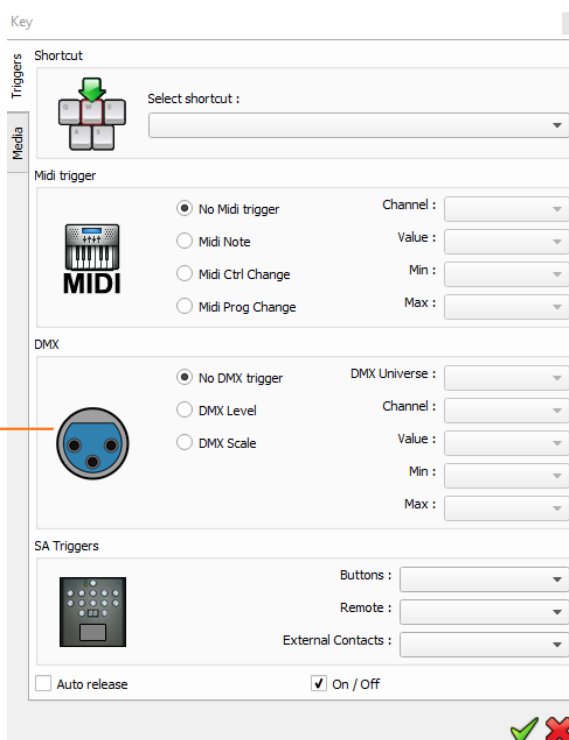 Key
Triggers
Media
Shortcut
Select shortcut :
Midi trigger
MIDI
No Midi trigger
Midi Note
Midi Ctrl Change
Midi Prog Change
Channel :
Value :
Min :
Max :
DMX
No DMX trigger
DMX Level
DMX Scale
DMX Universe :
Channel :
Value :
Min :
Max :
SA Triggers
Buttons :
Remote :
External Contacts :
Auto release
On / Off